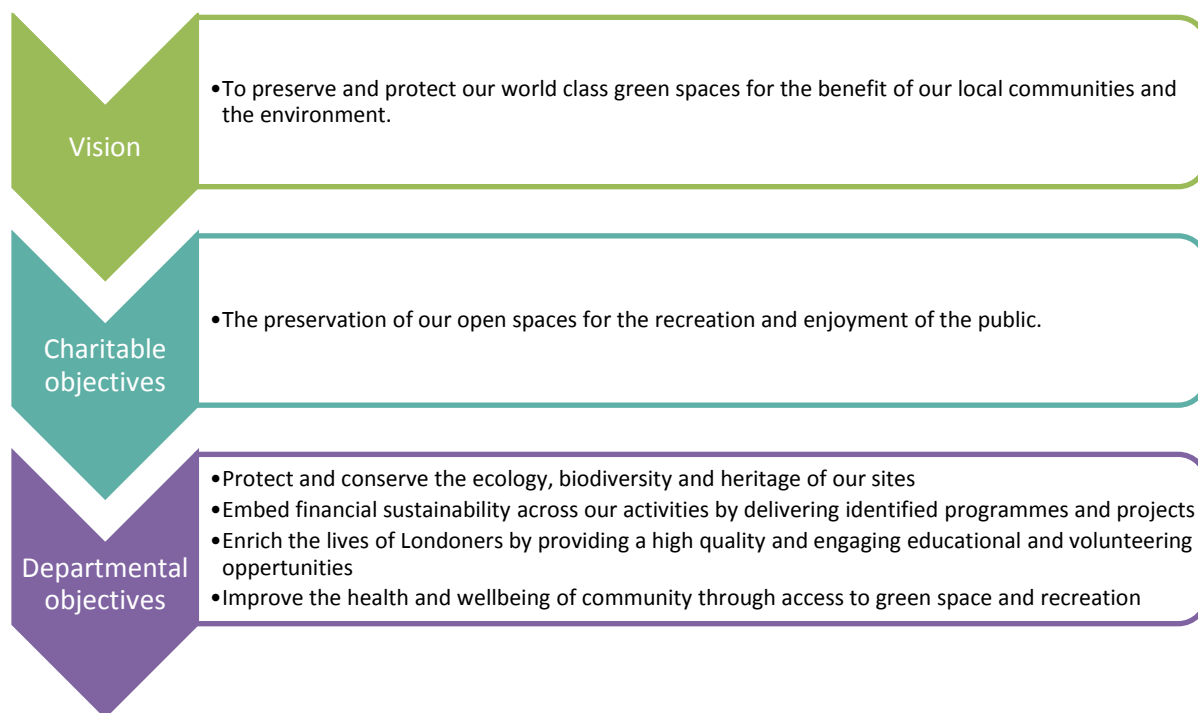 Vision
•To preserve and protect our world class green spaces for the benefit of our local communities and
the environment.
Charitable
objectives
•The preservation of our open spaces for the recreation and enjoyment of the public.
Departmental
objectives
•Protect and conserve the ecology, biodiversity and heritage of our sites
•Embed financial sustainability across our activities by delivering identified programmes and projects
•Enrich the lives of Londoners by providing a high quality and engaging educational and volunteering
oppertunities
•Improve the health and wellbeing of community through access to green space and recreation